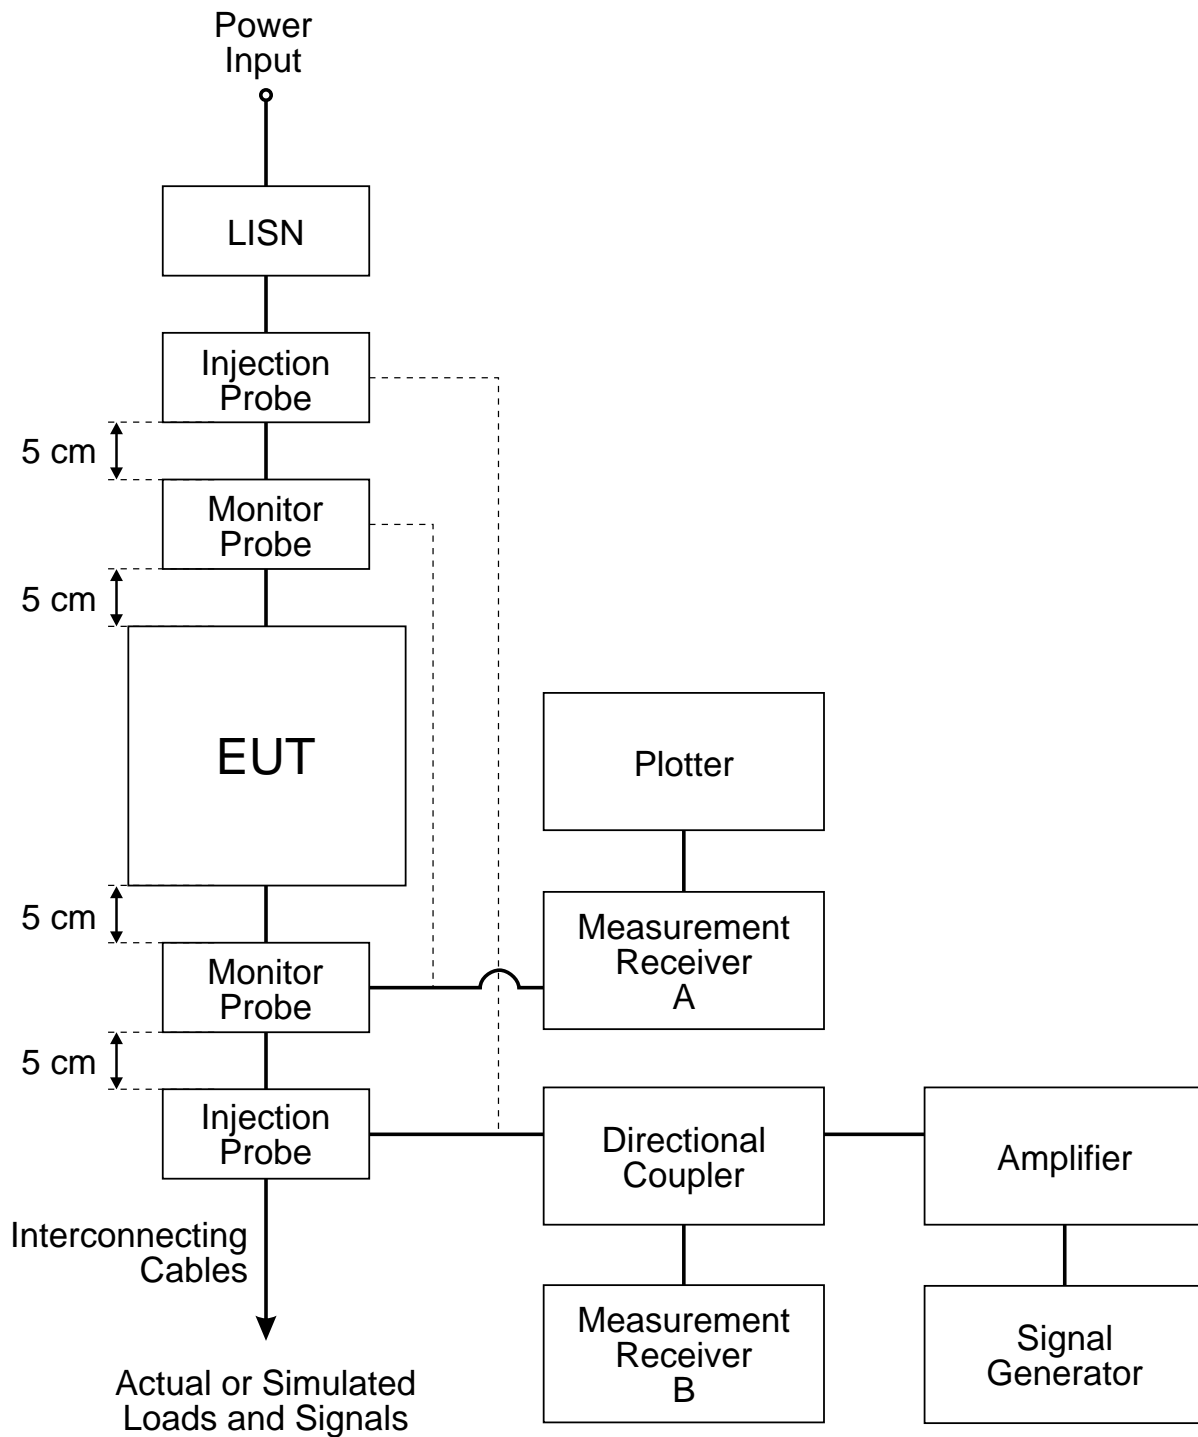 Power
Input
LISN
Injection
Probe
5 cm
Monitor
Probe
5 cm
EUT
Plotter
5 cm
Measurement
Receiver
A
Monitor
Probe
5 cm
Injection
Probe
Directional
Coupler
Amplifier
Interconnecting
Cables
Measurement
Receiver
B
Signal
Generator
Actual or Simulated
Loads and Signals